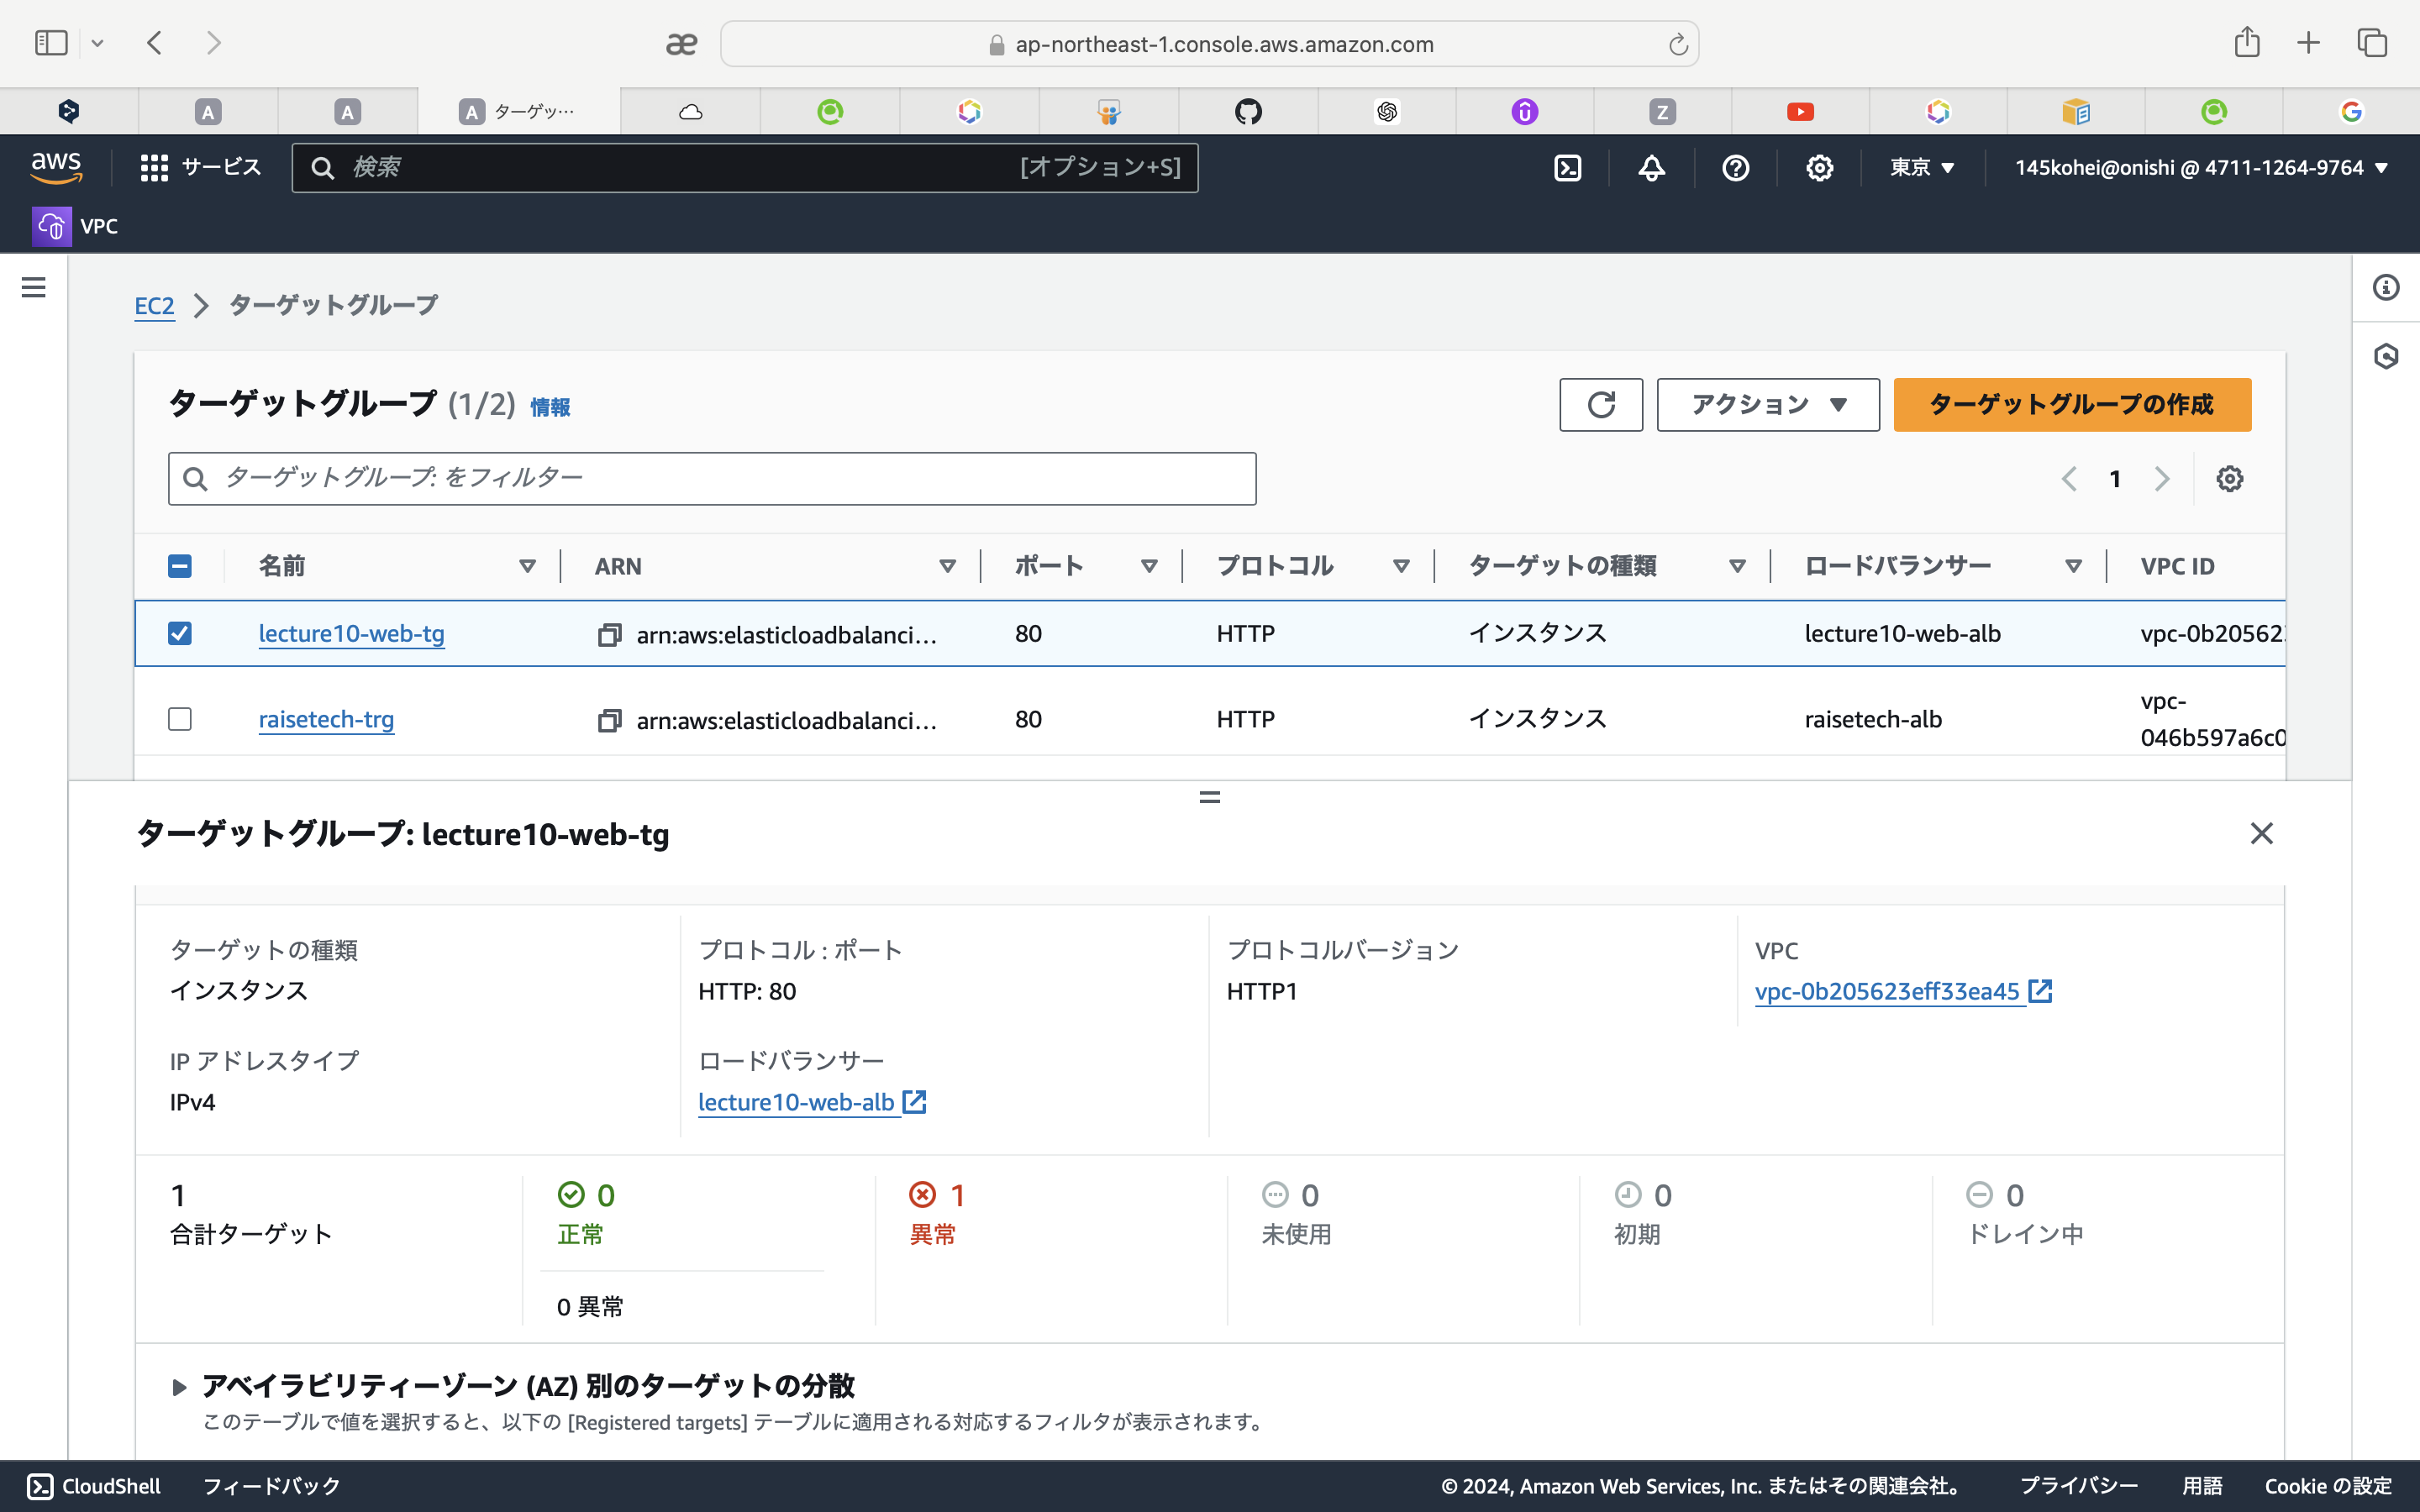 ap-northeast-1.console.aws.amazon.com
A
A
A ターゲッ…
Z
aws
サービス
検索 [オプション+S]
東京
145kohei@onishi @ 4711-1264-9764
VPC
EC2 > ターゲットグループ
ターゲットグループ (1/2) 情報
アクション
ターゲットグループの作成
ターゲットグループ: をフィルター
1
名前 ARN ポート プロトコル ターゲットの種類 ロードバランサー VPC ID
lecture10-web-tg arn:aws:elasticloadbalanci… 80 HTTP インスタンス lecture10-web-alb vpc-0b20562
raisetech-trg arn:aws:elasticloadbalanci… 80 HTTP インスタンス raisetech-alb vpc-
046b597a6c0
ターゲットグループ: lecture10-web-tg
ターゲットの種類
インスタンス
プロトコル : ポート
HTTP: 80
プロトコルバージョン
HTTP1
VPC
vpc-0b205623eff33ea45
IP アドレスタイプ
IPv4
ロードバランサー
lecture10-web-alb
1
合計ターゲット
0
正常
0 異常
1
異常
0
未使用
0
初期
0
ドレイン中
アベイラビリティーゾーン (AZ) 別のターゲットの分散
このテーブルで値を選択すると、以下の [Registered targets] テーブルに適用される対応するフィルタが表示されます。
CloudShell フィードバック © 2024, Amazon Web Services, Inc. またはその関連会社。 プライバシー 用語 Cookie の設定